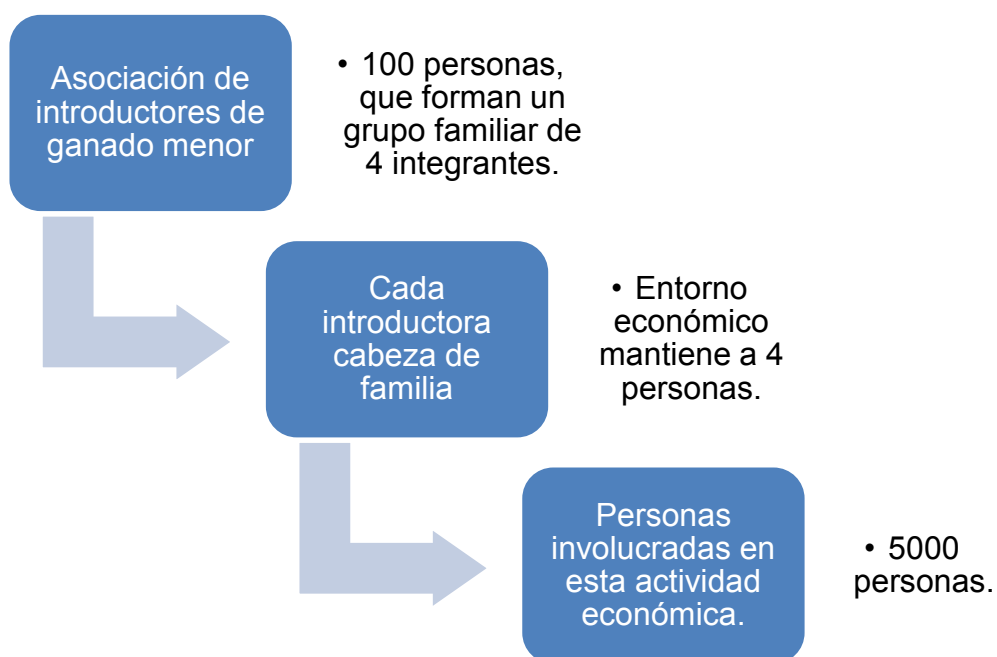 Asociación de
introductores de
ganado menor
• 100 personas,
que forman un
grupo familiar de
4 integrantes.
Cada
introductora
cabeza de
familia
• Entorno
económico
mantiene a 4
personas.
Personas
involucradas en
esta actividad
económica.
• 5000
personas.